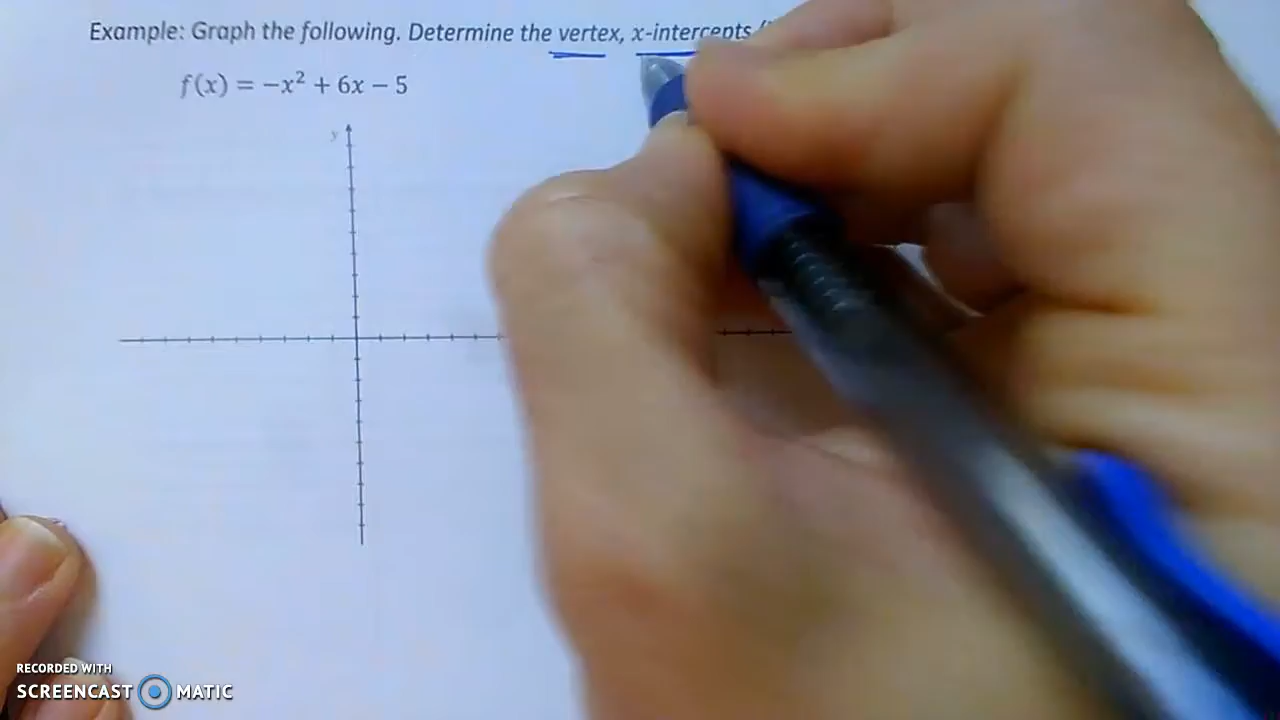 Example: Graph the following. Determine the vertex, x-intercepts
f(x) = −x² + 6x − 5
y
RECORDED WITH
SCREENCAST MATIC